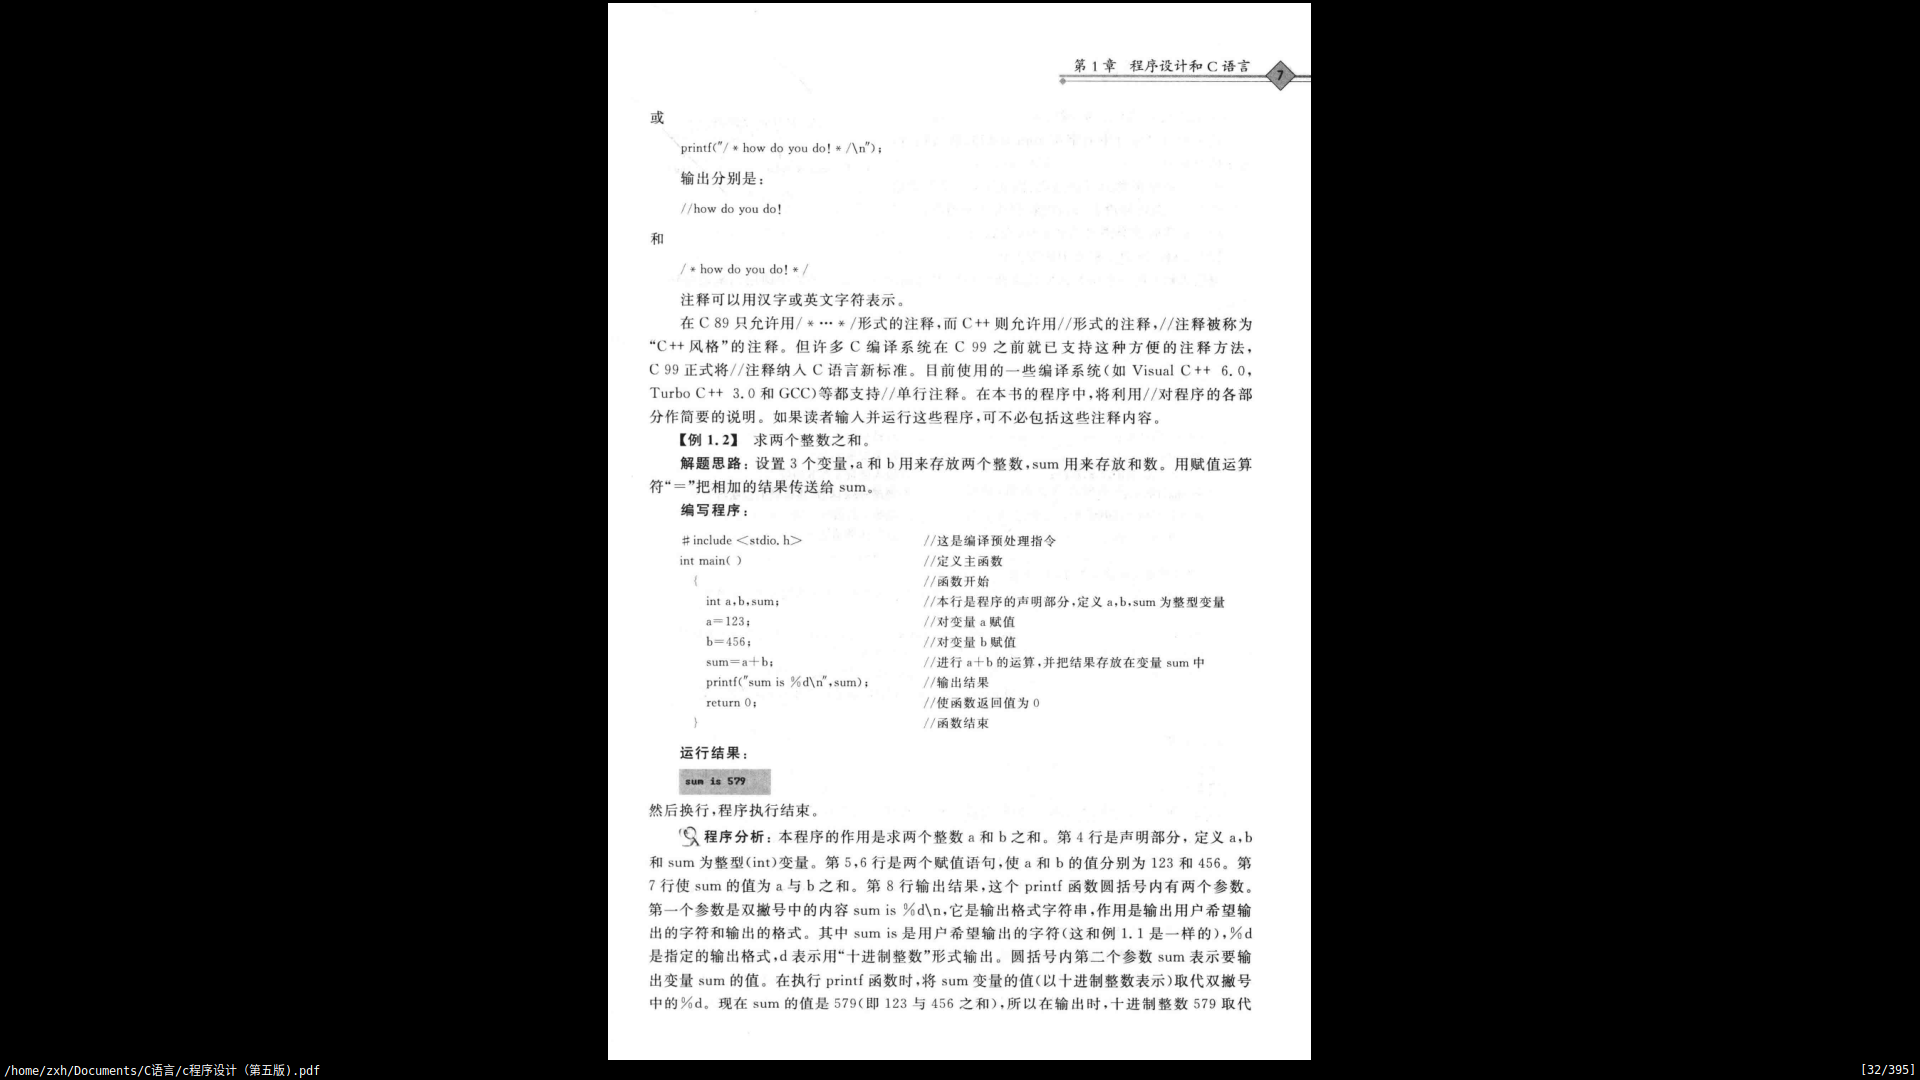 第1章 程序设计和C语言 7
或
printf("/*how do you do!*/\n");
输出分别是:
//how do you do!
和
/*how do you do!*/
注释可以用汉字或英文字符表示。
在C 89只允许用/*…*/形式的注释,而C++则允许用//形式的注释,//注释被称为
“C++风格”的注释。但许多C编译系统在C 99之前就已支持这种方便的注释方法,
C 99正式将//注释纳入C语言新标准。目前使用的一些编译系统(如Visual C++ 6.0,
Turbo C++ 3.0和GCC)等都支持//单行注释。在本书的程序中,将利用//对程序的各部
分作简要的说明。如果读者输入并运行这些程序,可不必包括这些注释内容。
【例1.2】 求两个整数之和。
解题思路:设置3个变量,a和b用来存放两个整数,sum用来存放和数。用赋值运算
符“=”把相加的结果传送给sum。
编写程序:
#include <stdio.h> //这是编译预处理指令
int main( ) //定义主函数
{ //函数开始
int a,b,sum; //本行是程序的声明部分,定义a,b,sum为整型变量
a=123; //对变量a赋值
b=456; //对变量b赋值
sum=a+b; //进行a+b的运算,并把结果存放在变量sum中
printf("sum is %d\n",sum); //输出结果
return 0; //使函数返回值为0
} //函数结束
运行结果:
sum is 579
然后换行,程序执行结束。
程序分析:本程序的作用是求两个整数a和b之和。第4行是声明部分,定义a,b
和sum为整型(int)变量。第5,6行是两个赋值语句,使a和b的值分别为123和456。第
7行使sum的值为a与b之和。第8行输出结果,这个printf函数圆括号内有两个参数。
第一个参数是双撇号中的内容sum is %d\n,它是输出格式字符串,作用是输出用户希望输
出的字符和输出的格式。其中sum is是用户希望输出的字符(这和例1.1是一样的),%d
是指定的输出格式,d表示用“十进制整数”形式输出。圆括号内第二个参数sum表示要输
出变量sum的值。在执行printf函数时,将sum变量的值(以十进制整数表示)取代双撇号
中的%d。现在sum的值是579(即123与456之和),所以在输出时,十进制整数579取代
/home/zxh/Documents/C语言/c程序设计（第五版).pdf [32/395]